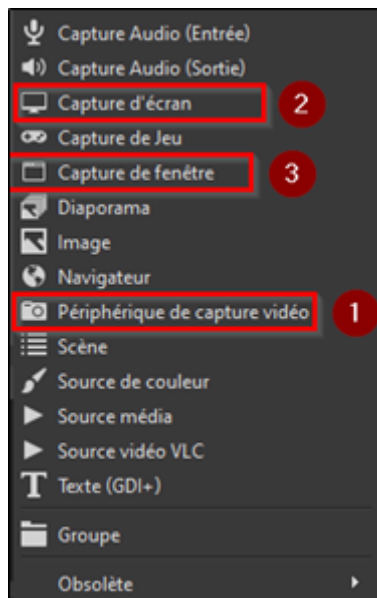 Capture Audio (Entrée)
Capture Audio (Sortie)
Capture d'écran 2
Capture de Jeu
Capture de fenêtre 3
Diaporama
Image
Navigateur
Périphérique de capture vidéo 1
Scène
Source de couleur
Source média
Source vidéo VLC
Texte (GDI+)
Groupe
Obsolète